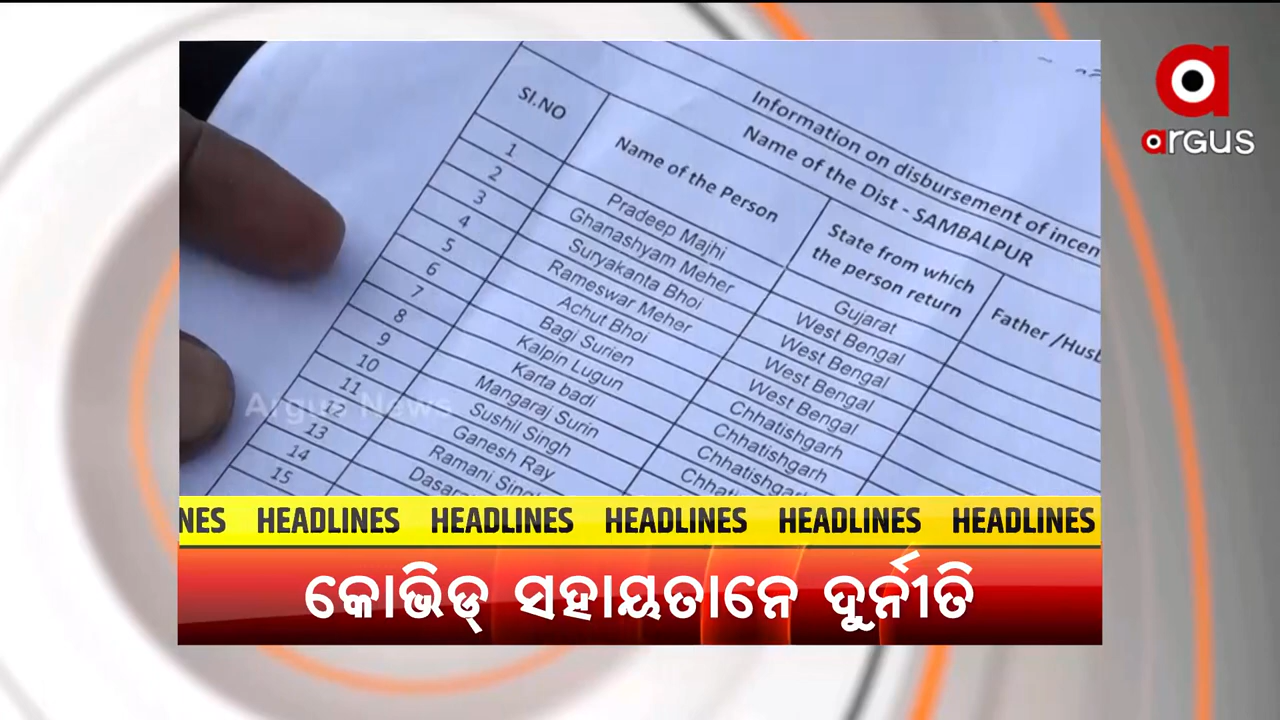 argus
Information on disbursement of incen
Name of the Dist - SAMBALPUR
SI.NO
Name of the Person
State from which
the person return
Father /Husb
1 Pradeep Majhi Gujarat
2 Ghanashyam Meher West Bengal
3 Suryakanta Bhoi West Bengal
4 Rameswar Meher West Bengal
5 Achut Bhoi West Bengal
6 Bagi Surien Chhatishgarh
7 Kalpin Lugun Chhatishgarh
8 Karta badi Chhatishgarh
9 Mangaraj Surin
10 Sushil Singh
11 Ganesh Ray
13 Ramani Singh
14
15
Argus News
NES HEADLINES HEADLINES HEADLINES HEADLINES HEADLINES
କୋଭିଡ୍ ସହାୟତାନେ ଦୁର୍ନୀତି